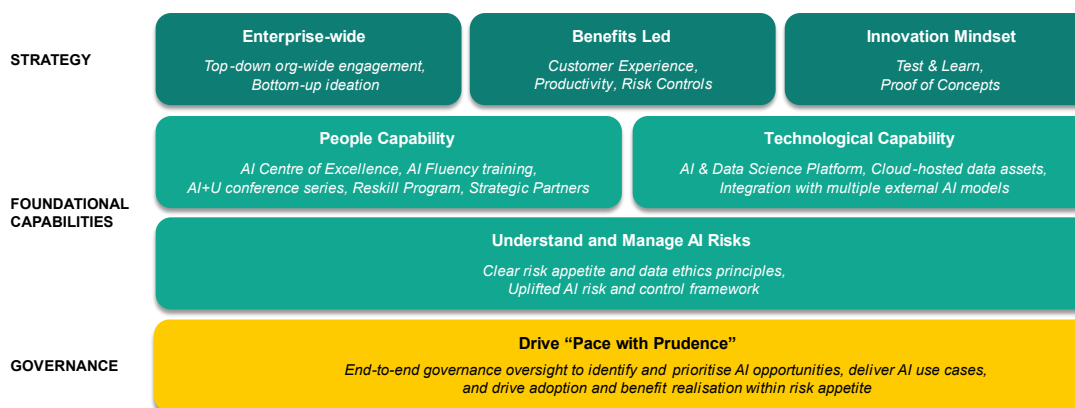 STRATEGY
Enterprise-wide
Top-down org-wide engagement,
Bottom-up ideation
Benefits Led
Customer Experience,
Productivity, Risk Controls
Innovation Mindset
Test & Learn,
Proof of Concepts
FOUNDATIONAL
CAPABILITIES
People Capability
AI Centre of Excellence, AI Fluency training,
AI+U conference series, Reskill Program, Strategic Partners
Technological Capability
AI & Data Science Platform, Cloud-hosted data assets,
Integration with multiple external AI models
Understand and Manage AI Risks
Clear risk appetite and data ethics principles,
Uplifted AI risk and control framework
GOVERNANCE
Drive “Pace with Prudence”
End-to-end governance oversight to identify and prioritise AI opportunities, deliver AI use cases,
and drive adoption and benefit realisation within risk appetite